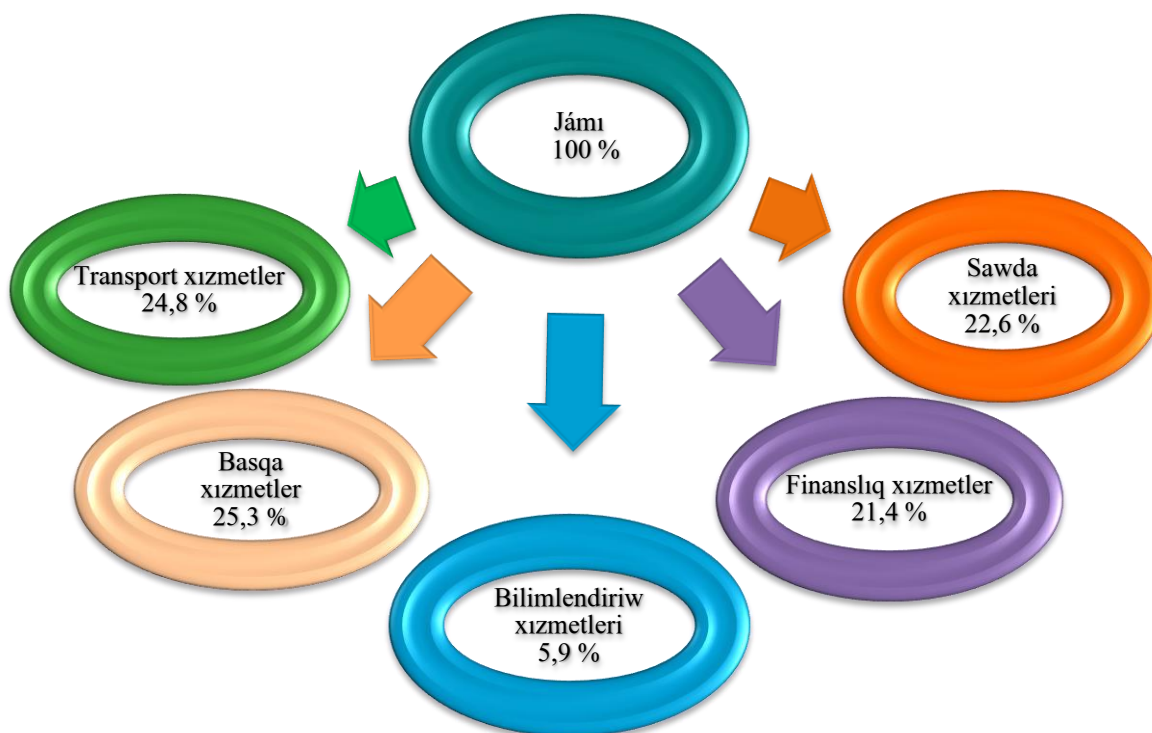 Jámı
100 %
Transport xızmetler
24,8 %
Sawda
xızmetleri
22,6 %
Basqa
xızmetler
25,3 %
Finanslıq xızmetler
21,4 %
Bilimlendiriw
xızmetleri
5,9 %